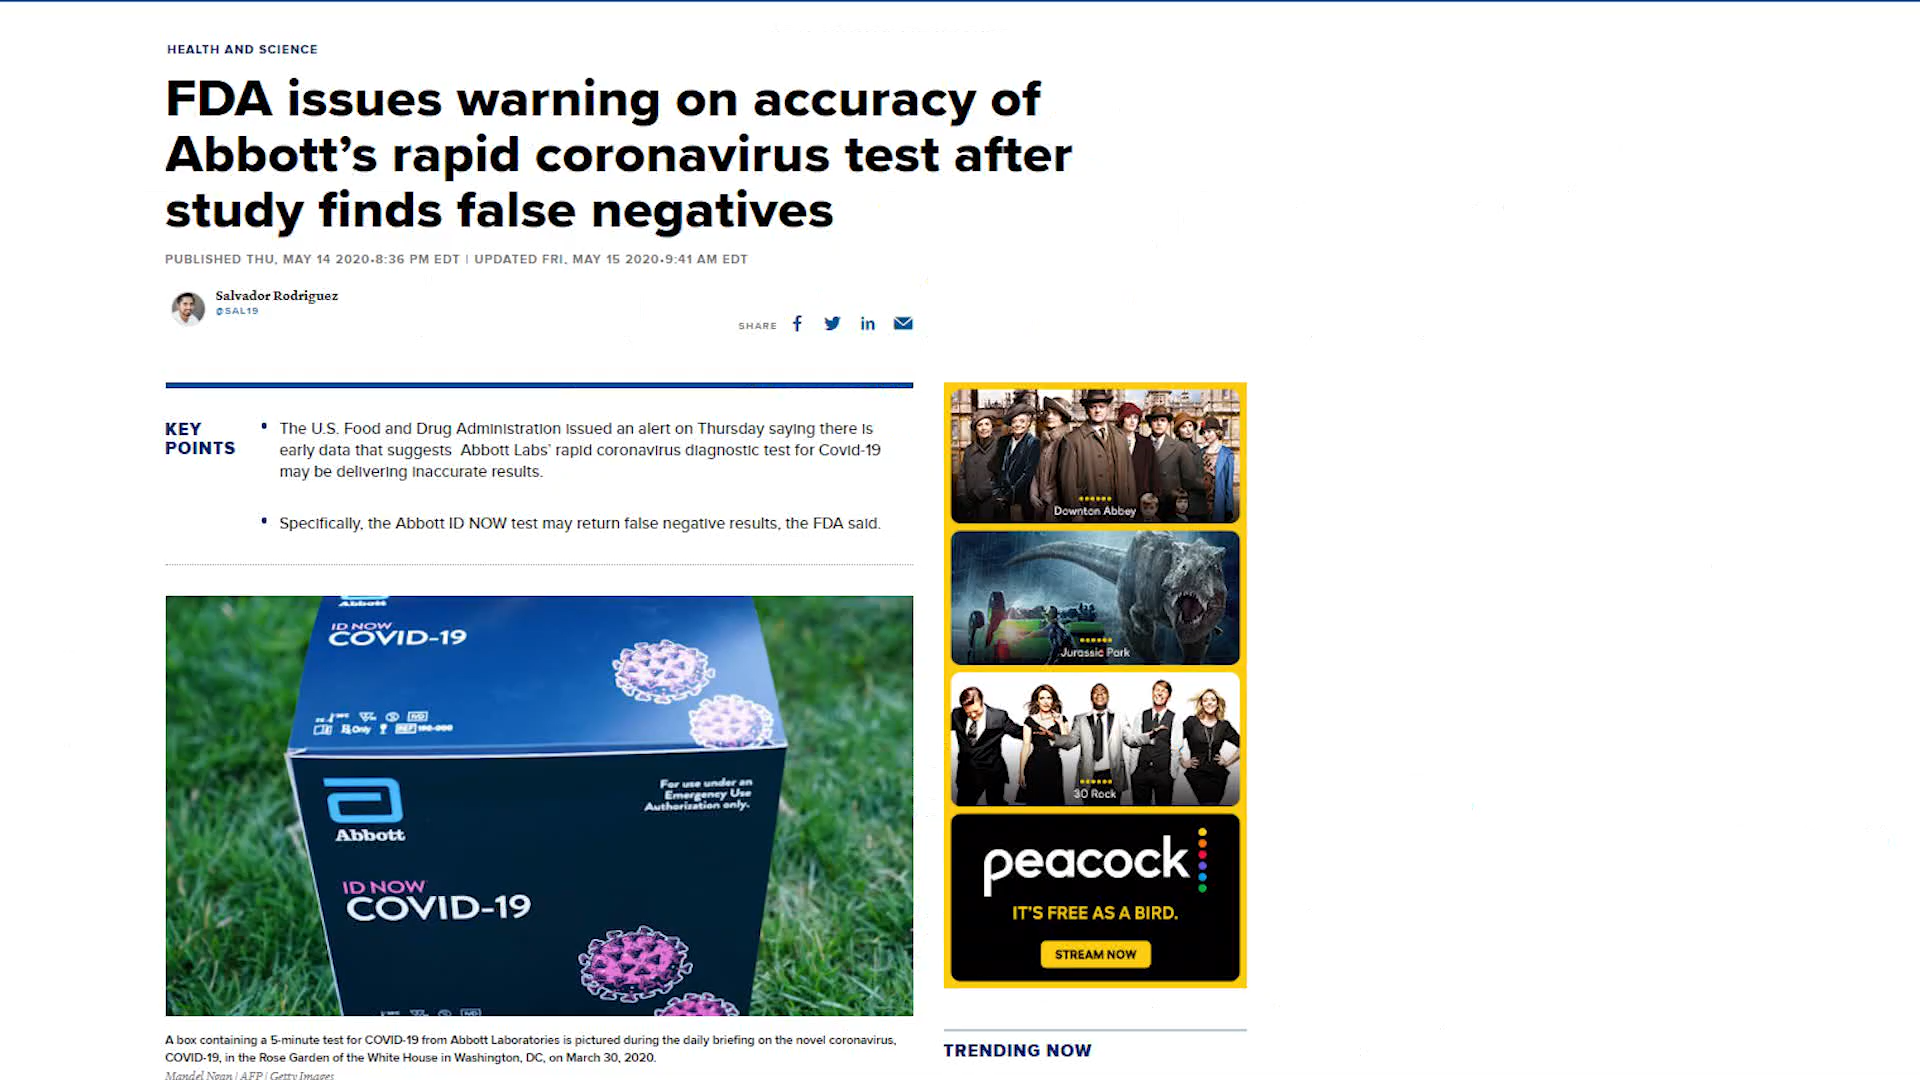 HEALTH AND SCIENCE
FDA issues warning on accuracy of
Abbott's rapid coronavirus test after
study finds false negatives
PUBLISHED THU, MAY 14 2020•8:36 PM EDT | UPDATED FRI, MAY 15 2020•9:41 AM EDT
Salvador Rodriguez
@SAL19
SHARE
KEY
POINTS
• The U.S. Food and Drug Administration issued an alert on Thursday saying there is
early data that suggests Abbott Labs' rapid coronavirus diagnostic test for Covid-19
may be delivering inaccurate results.
• Specifically, the Abbott ID NOW test may return false negative results, the FDA said.
Abbott
ID NOW
COVID-19
IVD
Rx Only
REF
For use under an
Emergency Use
Authorization only.
Abbott
ID NOW
COVID-19
A box containing a 5-minute test for COVID-19 from Abbott Laboratories is pictured during the daily briefing on the novel coronavirus,
COVID-19, in the Rose Garden of the White House in Washington, DC, on March 30, 2020.
Mandel Ngan | AFP | Getty Images
Downton Abbey
Jurassic Park
30 Rock
peacock
IT'S FREE AS A BIRD.
STREAM NOW
TRENDING NOW